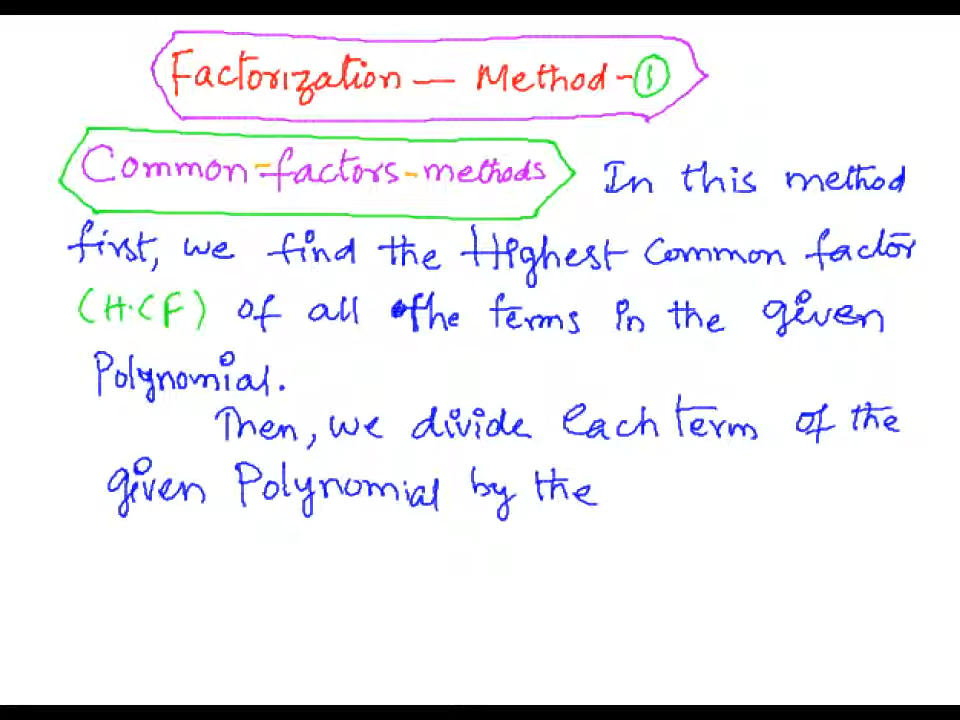 Factorization — Method - 1
Common-factors-methods In this method
first, we find the Highest Common factor
(H.C.F) of all the terms in the given
Polynomial.
Then, we divide each term of the
given Polynomial by the